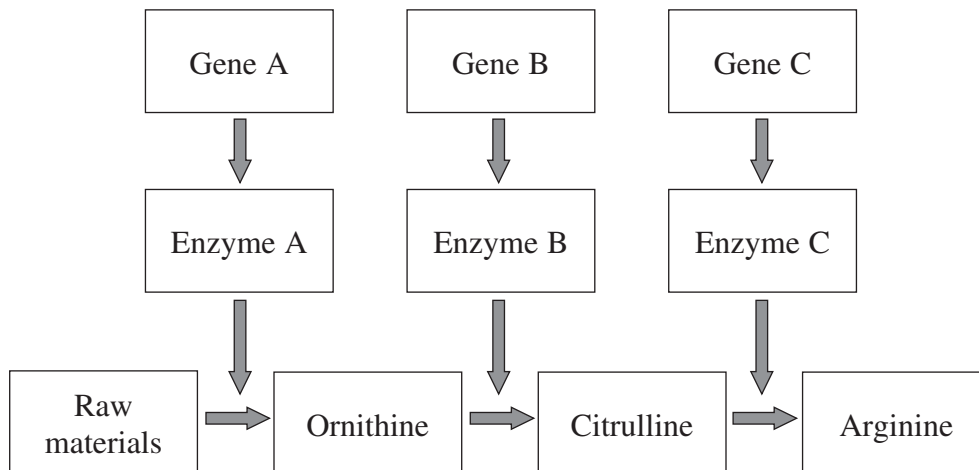 Gene A
Gene B
Gene C
Enzyme A
Enzyme B
Enzyme C
Raw
materials
Ornithine
Citrulline
Arginine